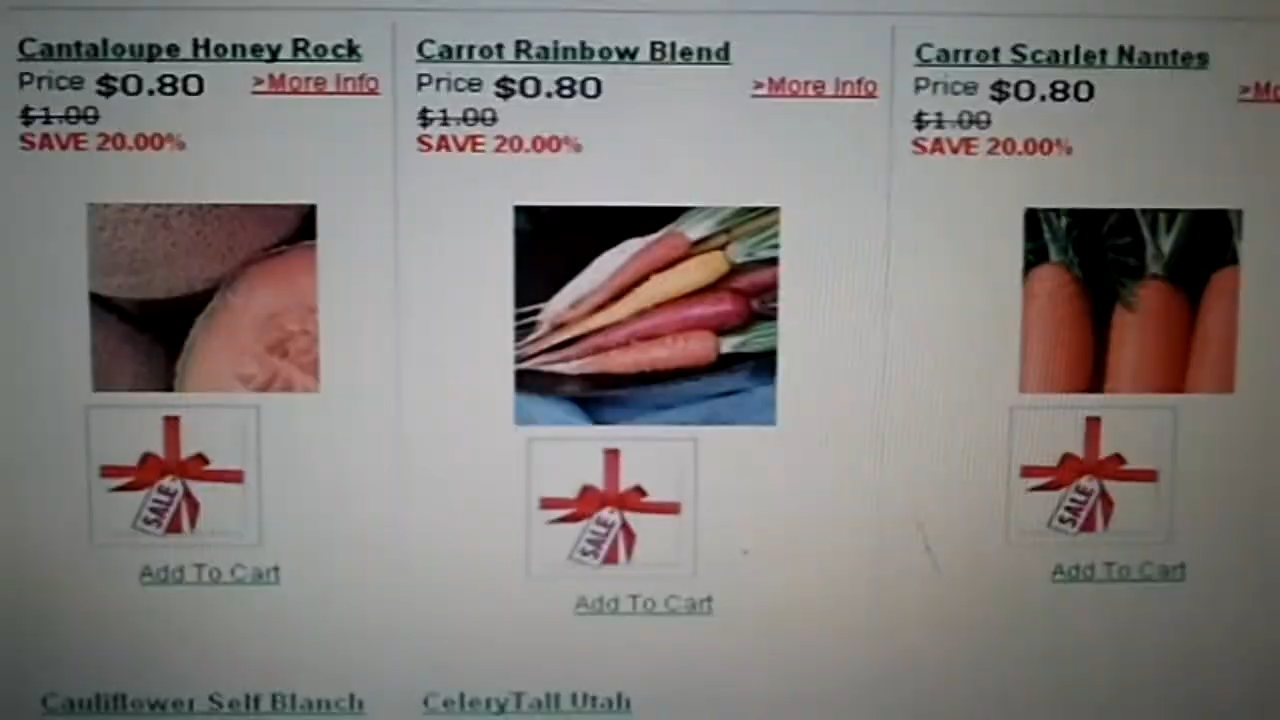 Cantaloupe Honey Rock
Price $0.80 >More Info
$1.00
SAVE 20.00%
SALE
Add To Cart
Carrot Rainbow Blend
Price $0.80 >More Info
$1.00
SAVE 20.00%
SALE
Add To Cart
Carrot Scarlet Nantes
Price $0.80 >Mo
$1.00
SAVE 20.00%
SALE
Add To Cart
Cauliflower Self Blanch
CeleryTall Utah